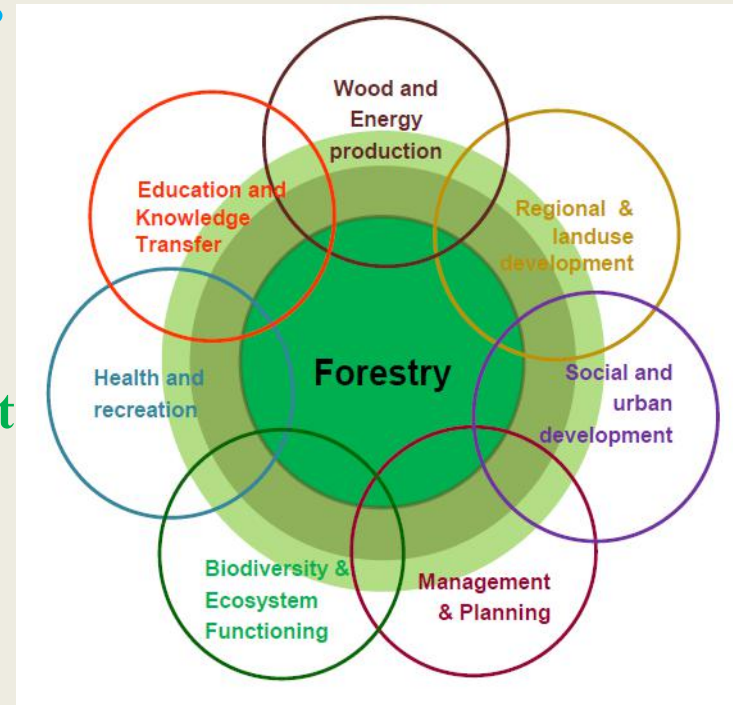 Wood and
Energy
production
Education and
Knowledge
Transfer
Regional &
landuse
development
Health and
recreation
Forestry
Social and
urban
development
t
Biodiversity &
Ecosystem
Functioning
Management
& Planning